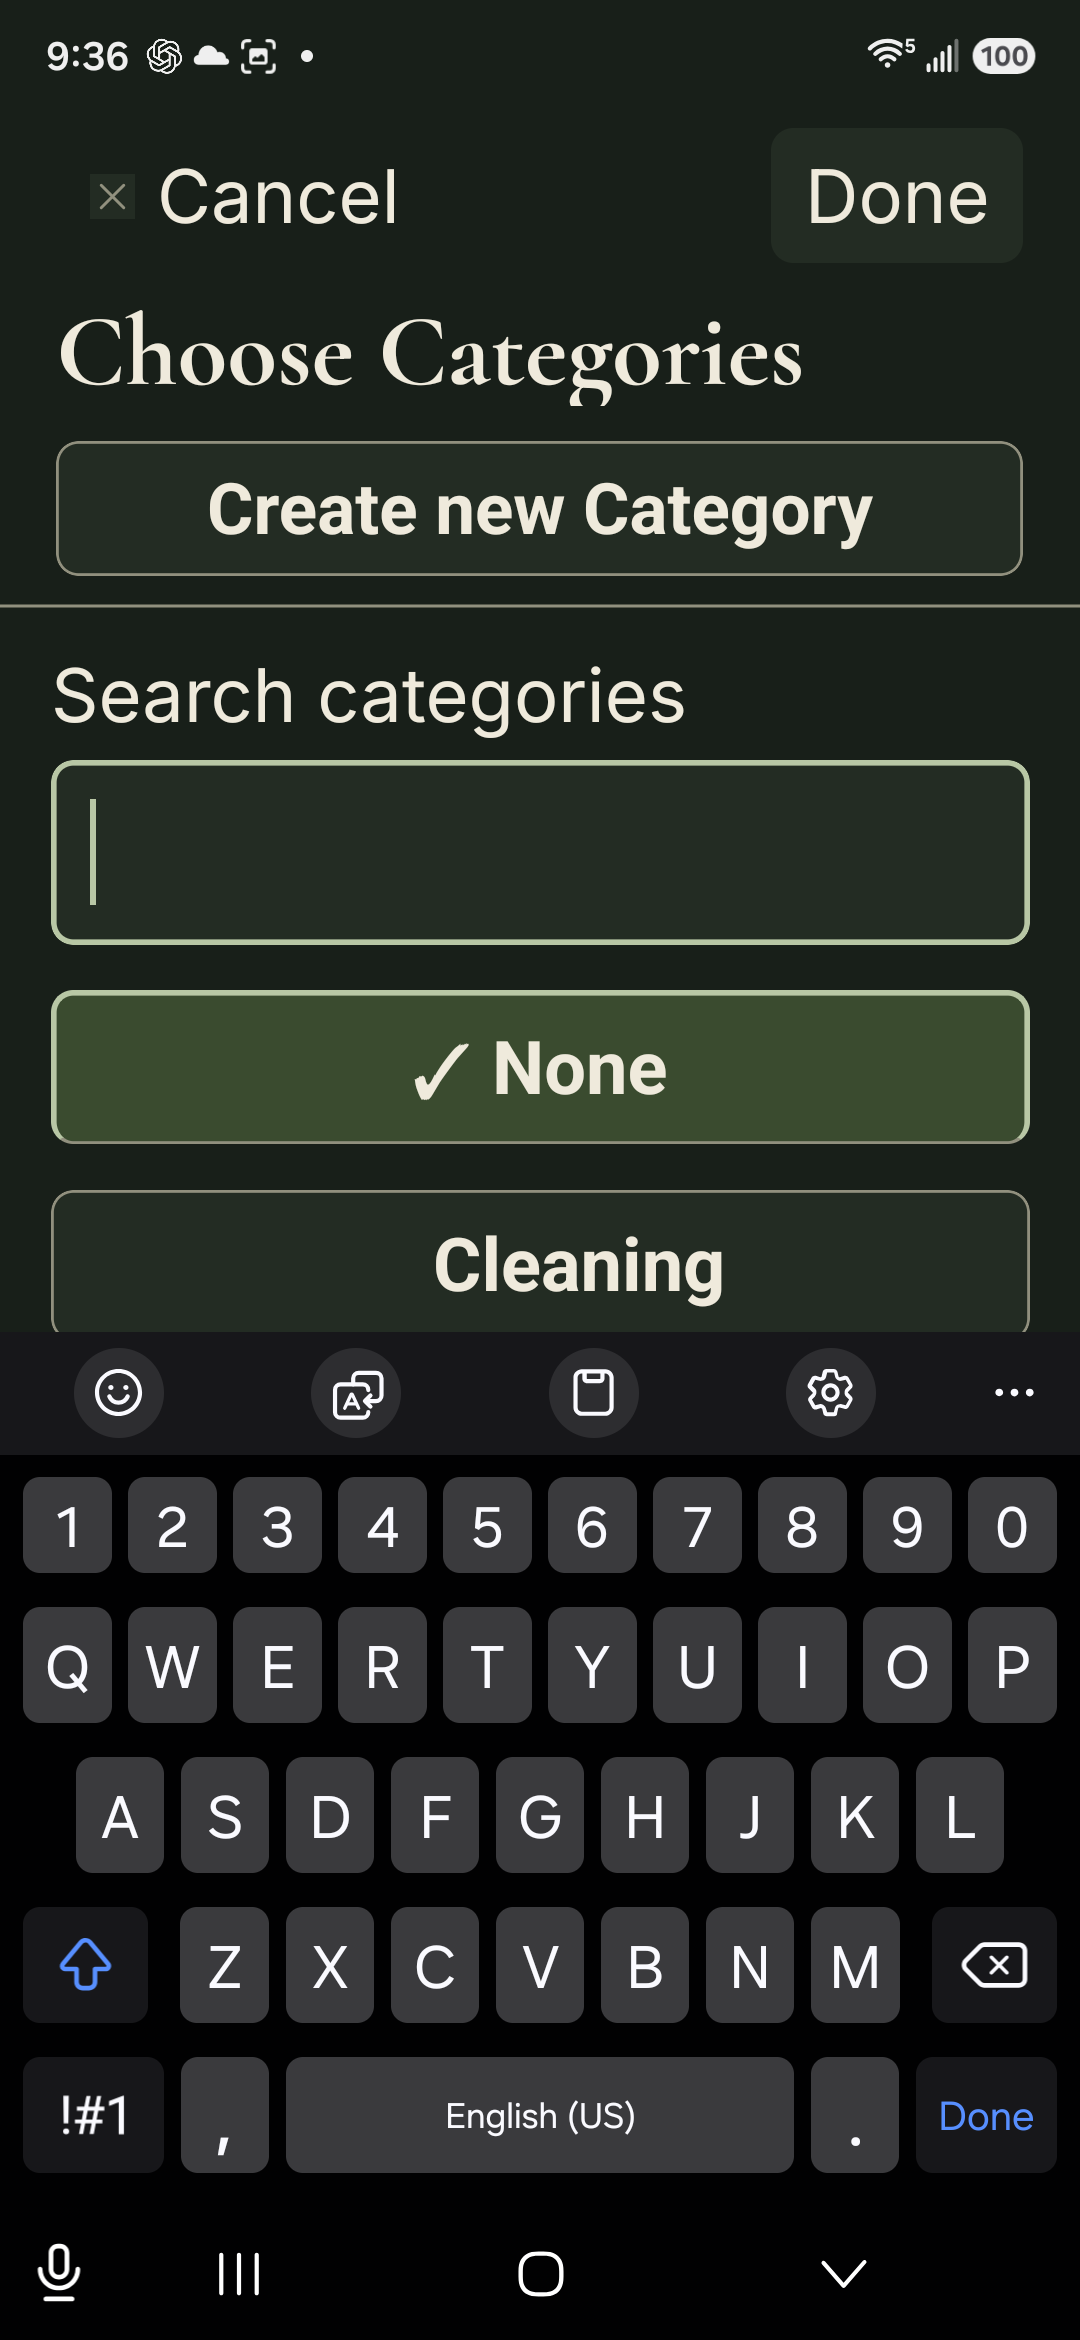 9:36
5
100
Cancel
Done
Choose Categories
Create new Category
Search categories
✓ None
Cleaning
A
1 2 3 4 5 6 7 8 9 0
Q W E R T Y U I O P
A S D F G H J K L
Z X C V B N M
!#1 , English (US) . Done